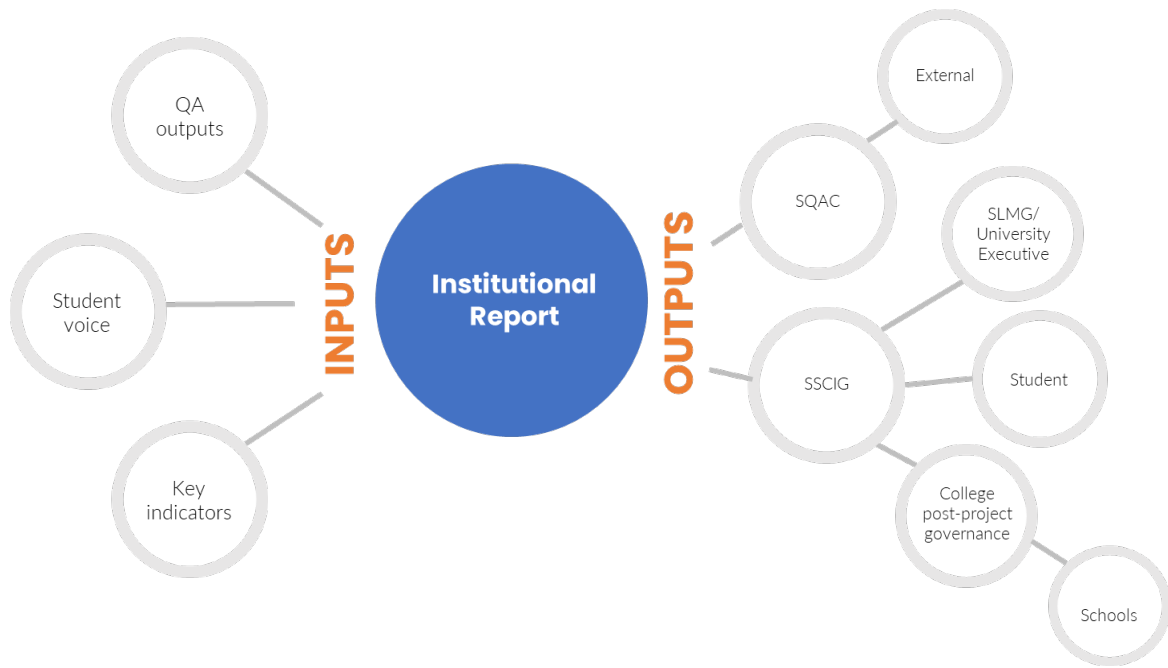 QA
outputs
Student
voice
Key
indicators
INPUTS
Institutional
Report
OUTPUTS
External
SQAC
SLMG/
University
Executive
SSCIG
Student
College
post-project
governance
Schools